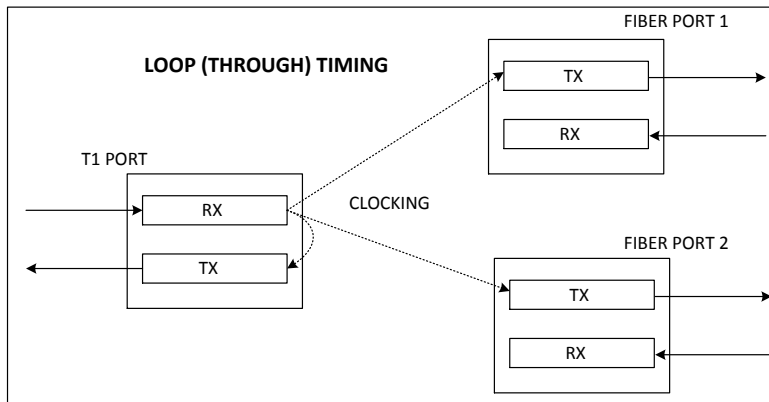 FIBER PORT 1
LOOP (THROUGH) TIMING
TX
RX
T1 PORT
RX
CLOCKING
TX
FIBER PORT 2
TX
RX